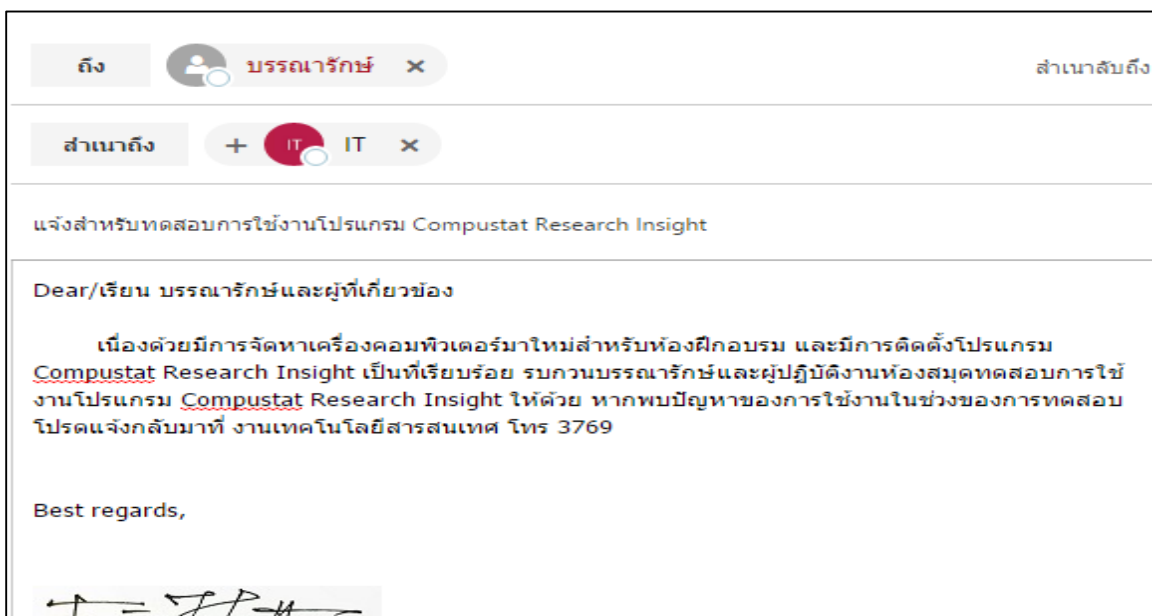 ถึง บรรณารักษ์ × สำเนาลับถึง
สำเนาถึง + IT IT ×
แจ้งสำหรับทดสอบการใช้งานโปรแกรม Compustat Research Insight
Dear/เรียน บรรณารักษ์และผู้ที่เกี่ยวข้อง
เนื่องด้วยมีการจัดหาเครื่องคอมพิวเตอร์มาใหม่สำหรับห้องฝึกอบรม และมีการติดตั้งโปรแกรม
Compustat Research Insight เป็นที่เรียบร้อย รบกวนบรรณารักษ์และผู้ปฏิบัติงานห้องสมุดทดสอบการใช้
งานโปรแกรม Compustat Research Insight ให้ด้วย หากพบปัญหาของการใช้งานในช่วงของการทดสอบ
โปรดแจ้งกลับมาที่ งานเทคโนโลยีสารสนเทศ โทร 3769
Best regards,